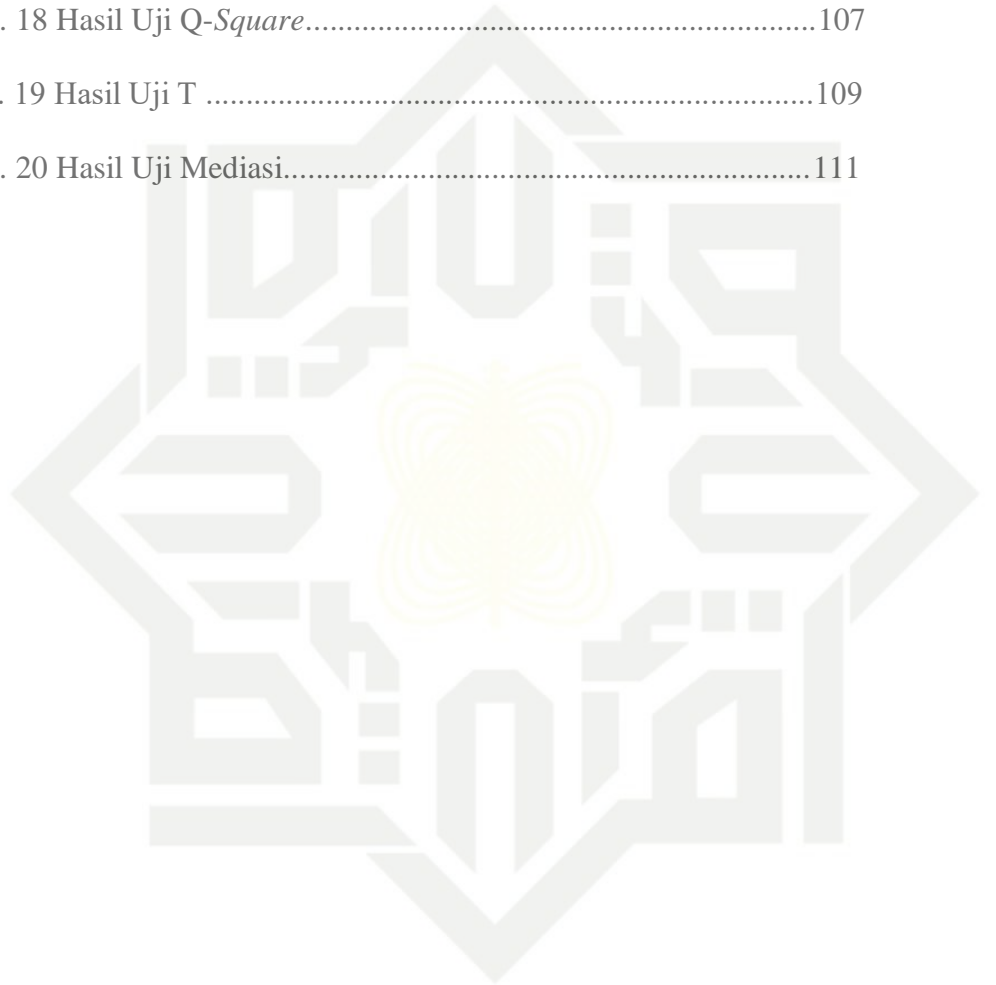 . 18 Hasil Uji Q-Square...............................................................107
. 19 Hasil Uji T ...........................................................................109
. 20 Hasil Uji Mediasi.................................................................111